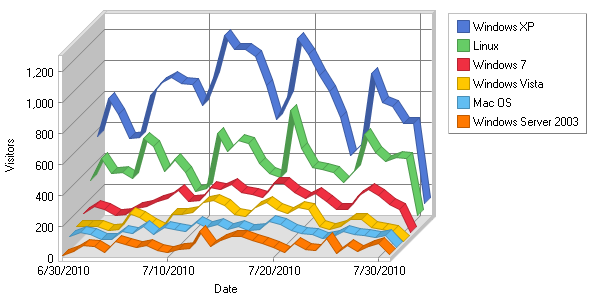 Windows XP
Linux
Windows 7
Windows Vista
Mac OS
Windows Server 2003
Visitors
1,200
1,000
800
600
400
200
0
6/30/2010 7/10/2010 7/20/2010 7/30/2010
Date